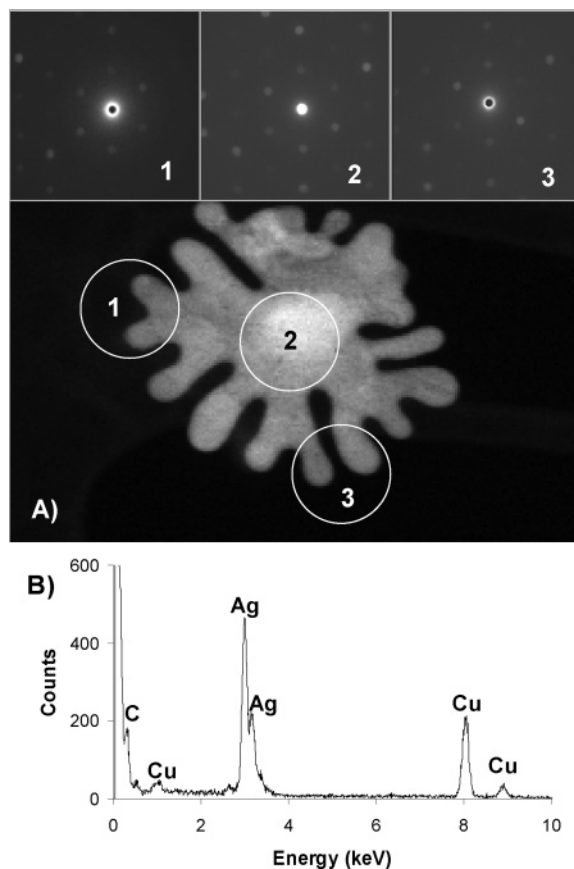 1 2 3
1
2
3
A)
B)
600
Ag
400
Counts
Ag
C
Cu
200
Cu
Cu
0
0 2 4 6 8 10
Energy (keV)